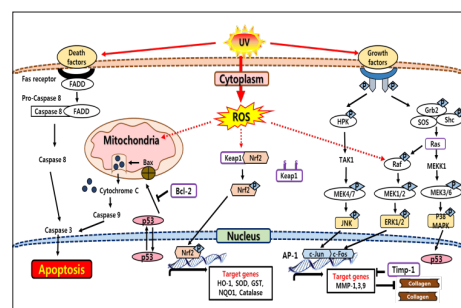 UV
Death
factors
Growth
factors
Fas receptor
FADD
Cytoplasm
P
P
Pro-Caspase 8
Caspase 8
FADD
ROS
HPK
P
Grb2
P
SOS
Shc
Mitochondria
Ras
Caspase 8
Bax
Keap1
Nrf2
Keap1
TAK1
Raf
P
MEKK1
Cytochrome C
Bcl-2
Nrf2
P
MEK4/7
P
MEK1/2
P
MEK3/6
P
Caspase 9
p53
JNK
P
ERK1/2
P
P38
MAPK
P
Caspase 3
Nucleus
Apoptosis
p53
Nrf2
P
AP-1
c-Jun
c-Fos
P
p53
P
Target genes
HO-1, SOD, GST,
NQO1, Catalase
Target genes
MMP-1,3,9
Timp-1
Collagen
Collagen